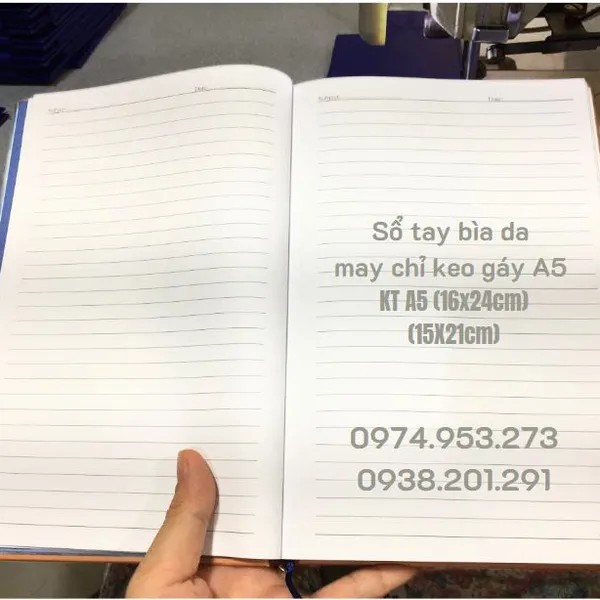 Sổ tay bìa da
may chỉ keo gáy A5
KT A5 (16x24cm)
(15X21cm)
0974.953.273
0938.201.291